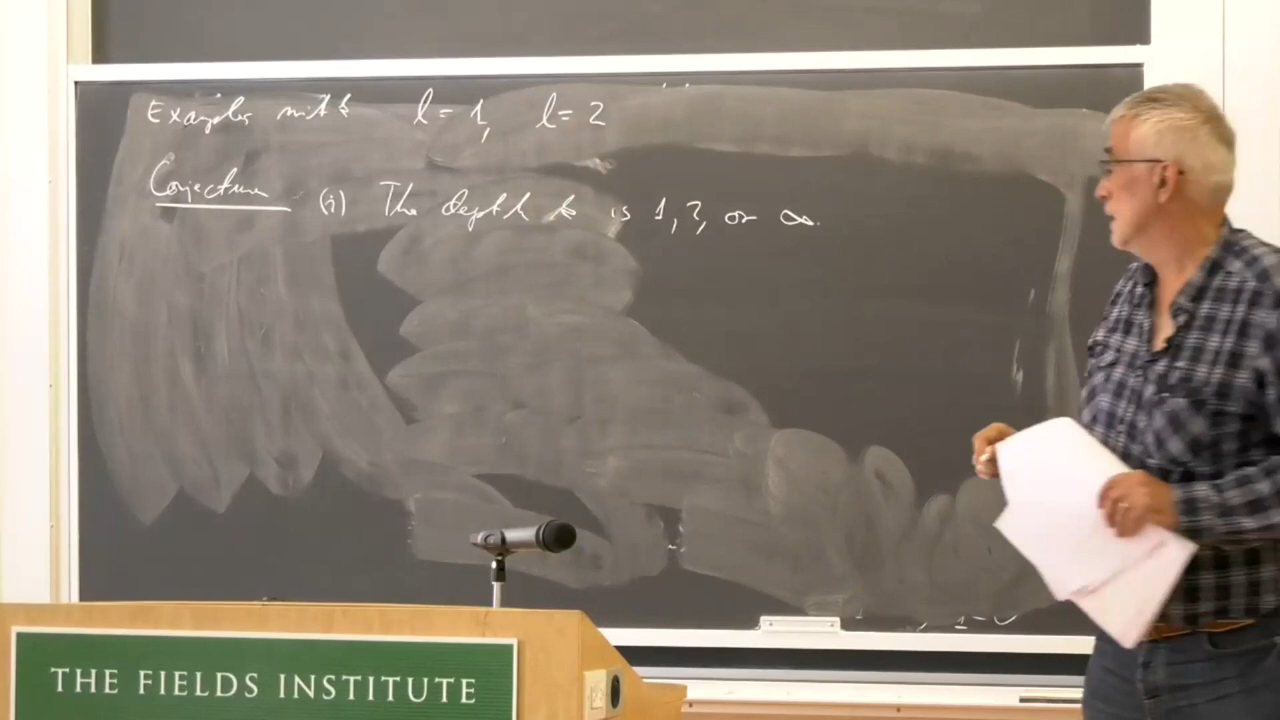 Examples with l = 1, l = 2
Conjecture (i) The depth k is 1, 2, or ∞.
THE FIELDS INSTITUTE